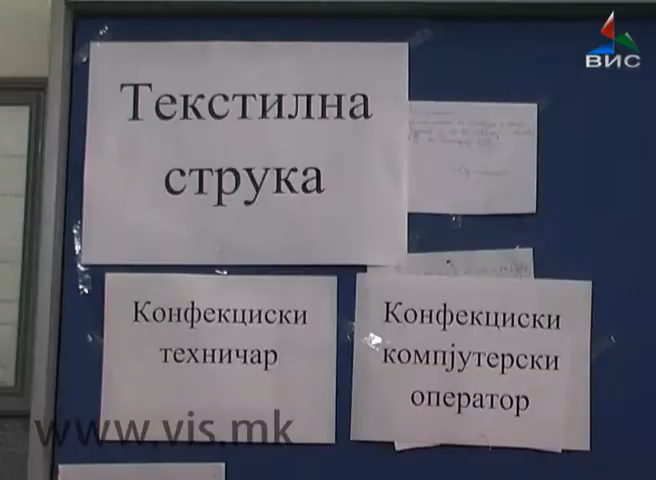 ВИС
Текстилна
струка
Конфекциски
техничар
Конфекциски
компјутерски
оператор
www.vis.mk